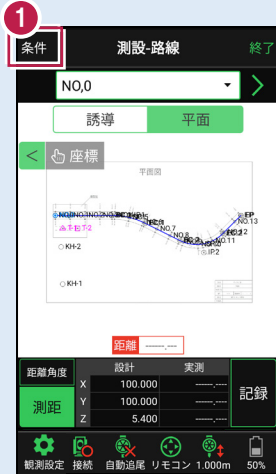 1
条件 測設-路線 終了
NO,0
誘導 平面
< 座標
平面図
EP
NO.13
T-2
NO.7
NO.8
NO.11
IP.2
KH-2
KH-1
距離 -----.---
距離角度 設計 実測
X 100.000 -----.---
測距 Y 100.000 -----.--- 記録
Z 5.400 -----.---
観測設定 接続 自動追尾 リモコン 1.000m 50%